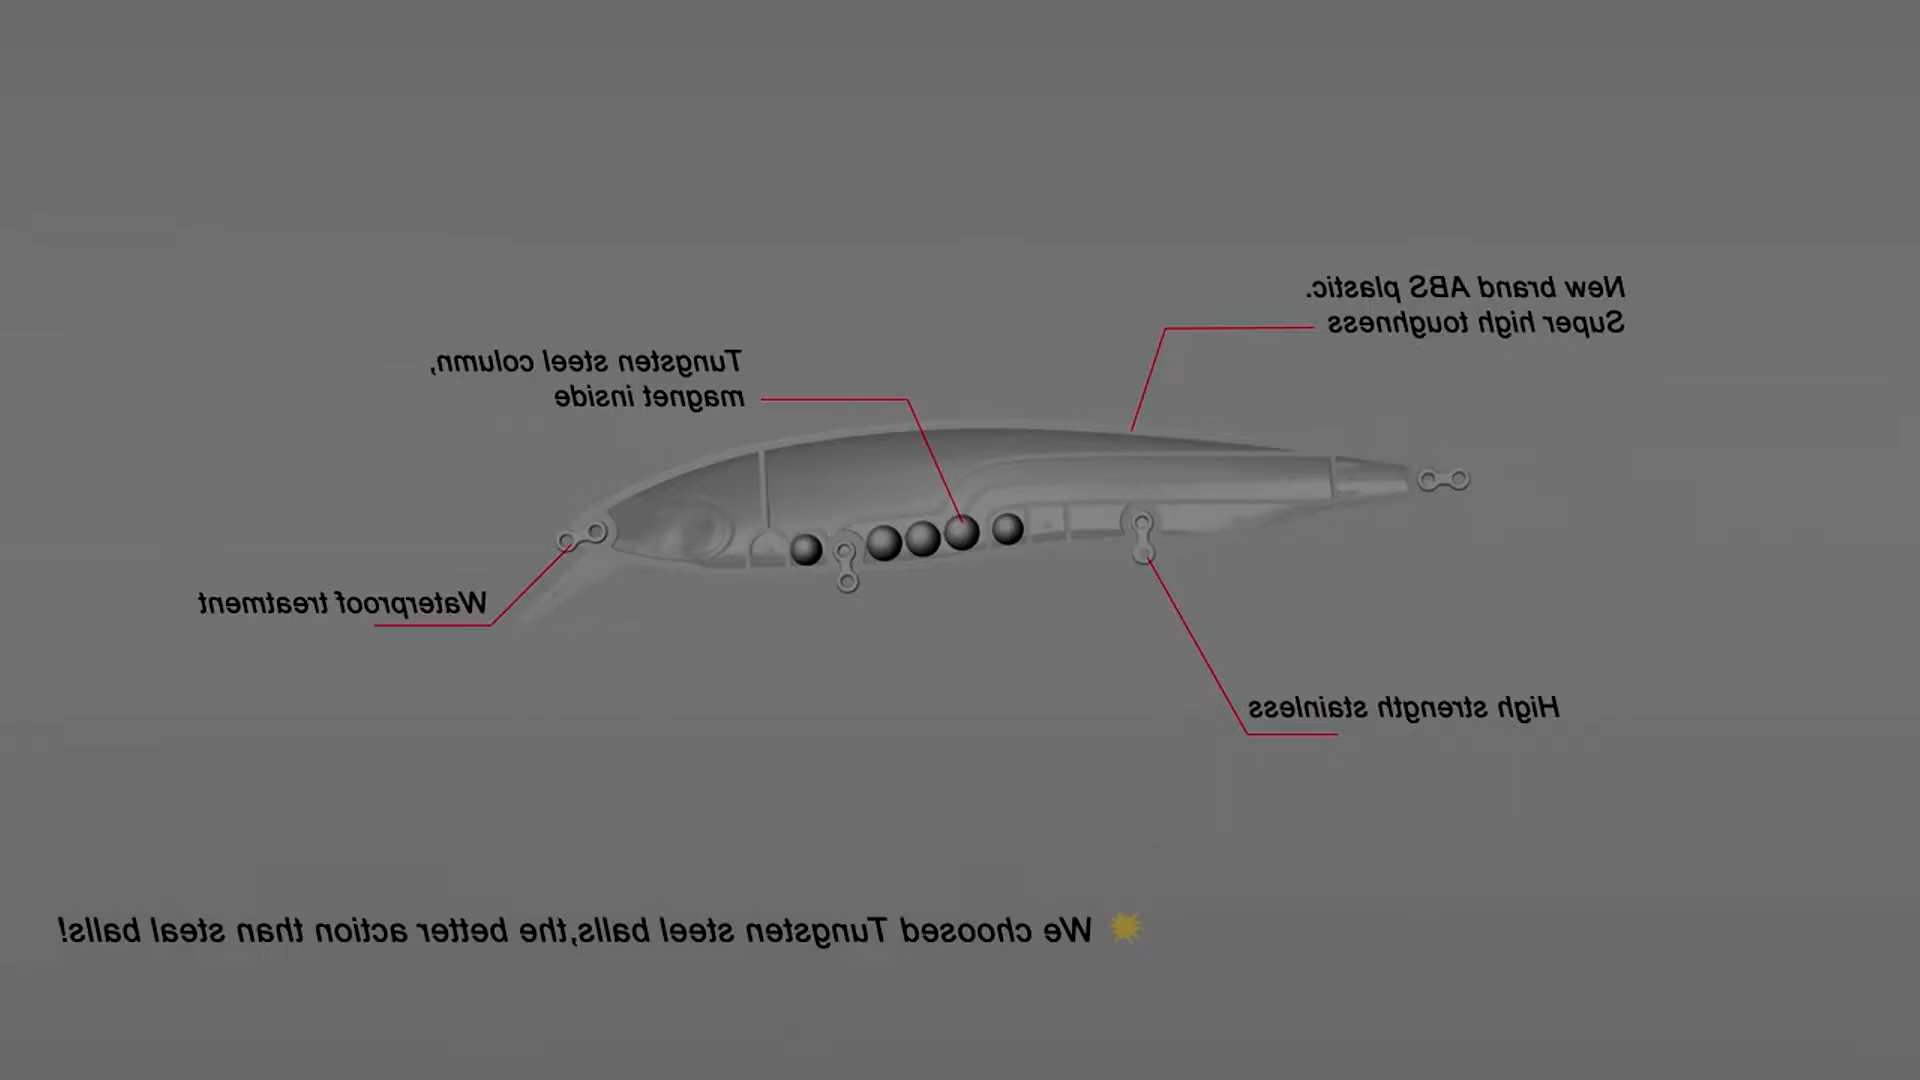 New brand ABS plastic.
Super high toughness
Tungsten steel column,
magnet inside
Waterproof treatment
High strength stainless
We choosed Tungsten steel balls,the better action than steal balls!